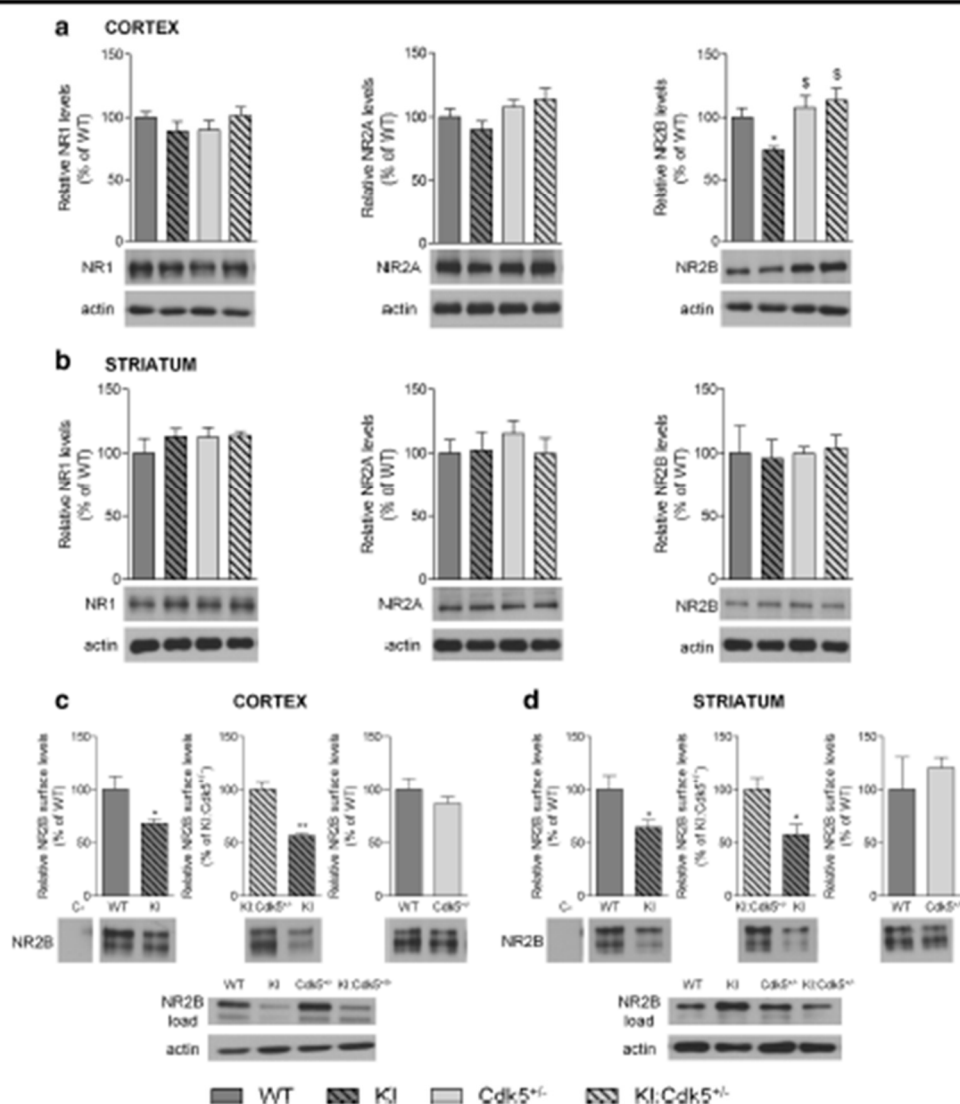 a CORTEX
150
100
50
0
Relative NR1 levels
(% of WT)
NR1
actin
150
100
50
0
Relative NR2A levels
(% of WT)
NR2A
actin
150
100
50
0
Relative NR2B levels
(% of WT)
*
$
$
NR2B
actin
b STRIATUM
150
100
50
0
Relative NR1 levels
(% of WT)
NR1
actin
150
100
50
0
Relative NR2A levels
(% of WT)
NR2A
actin
150
100
50
0
Relative NR2B levels
(% of WT)
NR2B
actin
c CORTEX
150
100
50
0
Relative NR2B surface levels
(% of WT)
*
C- WT KI
150
100
50
0
Relative NR2B surface levels
(% of KI:Cdk5+/-)
**
KI:Cdk5+/- KI
150
100
50
0
Relative NR2B surface levels
(% of WT)
WT Cdk5+/-
NR2B
WT KI Cdk5+/- KI:Cdk5+/-
NR2B
load
actin
d STRIATUM
150
100
50
0
Relative NR2B surface levels
(% of WT)
*
C- WT KI
150
100
50
0
Relative NR2B surface levels
(% of KI:Cdk5+/-)
*
KI:Cdk5+/- KI
150
100
50
0
Relative NR2B surface levels
(% of WT)
WT Cdk5+/-
NR2B
WT KI Cdk5+/- KI:Cdk5+/-
NR2B
load
actin
WT KI Cdk5+/- KI:Cdk5+/-